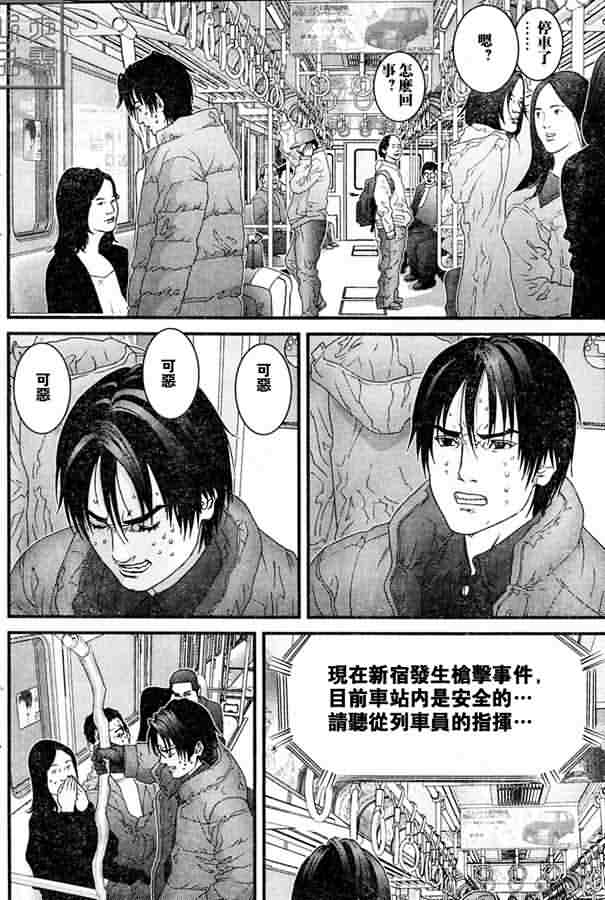 停車了…
嗯？
怎麼回
事？
可惡
可惡
可惡
現在新宿發生槍擊事件，
目前車站內是安全的…
請聽從列車員的指揮…